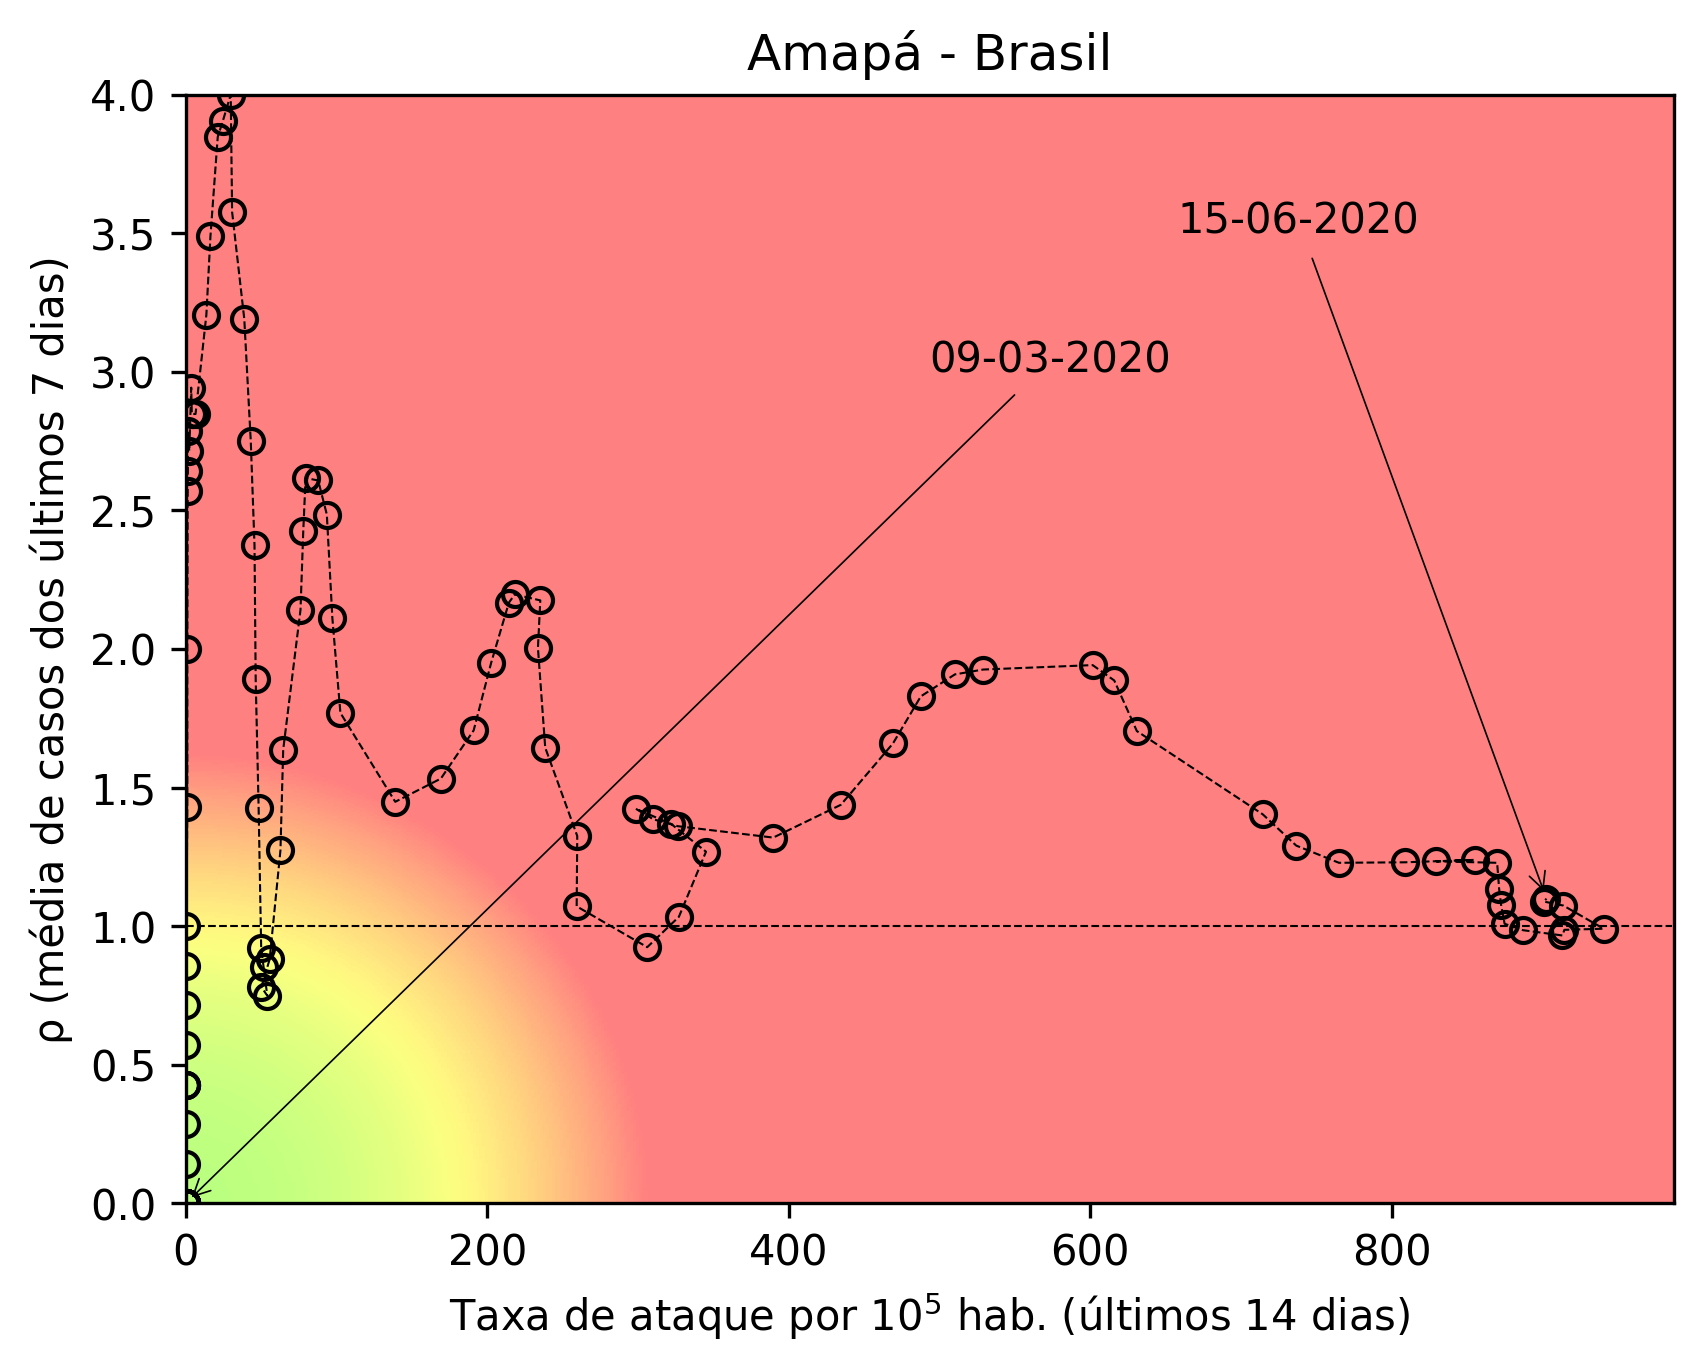 Amapá - Brasil
4.0
3.5
3.0
2.5
2.0
1.5
1.0
0.5
0.0
ρ (média de casos dos últimos 7 dias)
15-06-2020
09-03-2020
0 200 400 600 800
Taxa de ataque por 10⁵ hab. (últimos 14 dias)